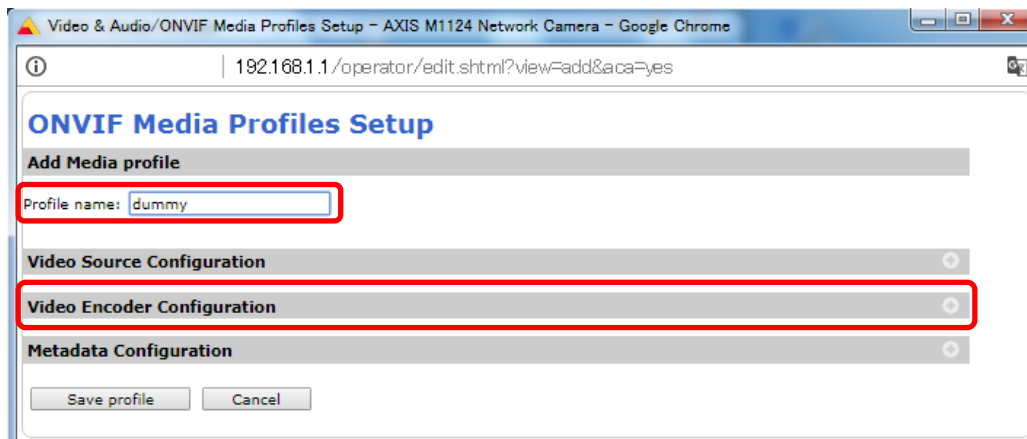 Video & Audio/ONVIF Media Profiles Setup - AXIS M1124 Network Camera - Google Chrome
192.168.1.1/operator/edit.shtml?view=add&aca=yes
ONVIF Media Profiles Setup
Add Media profile
Profile name: dummy
Video Source Configuration
Video Encoder Configuration
Metadata Configuration
Save profile Cancel